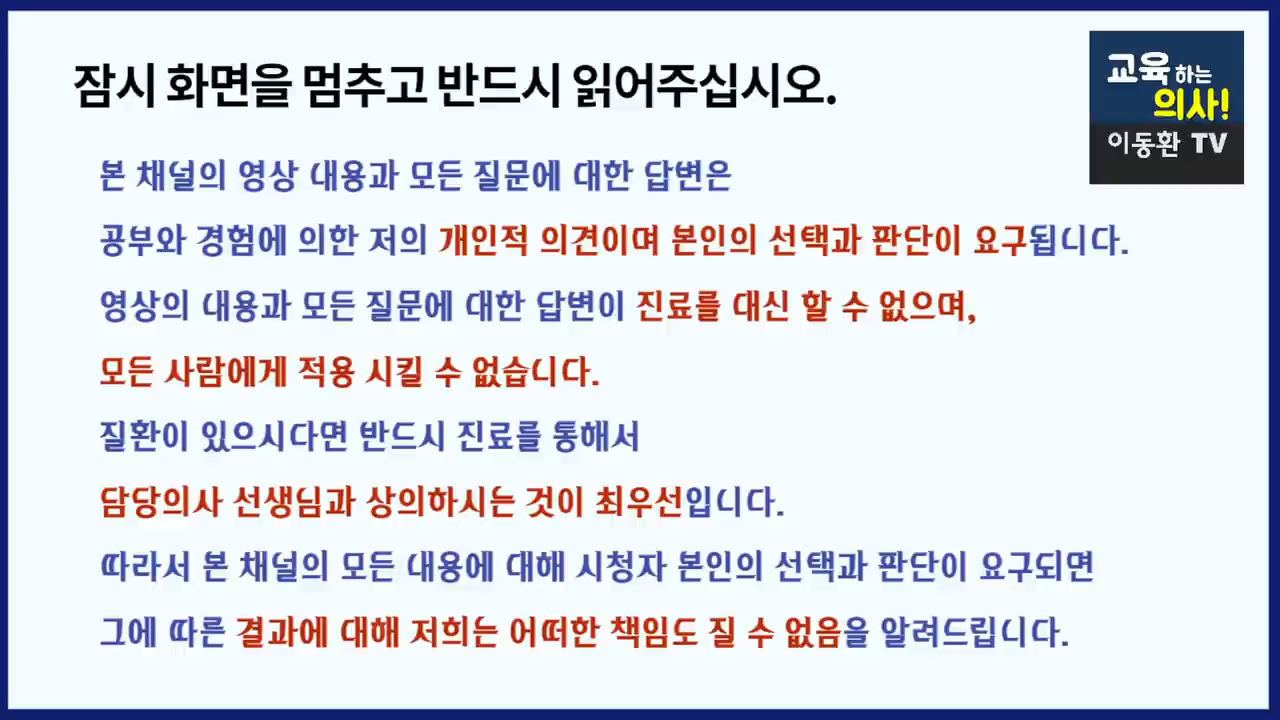 잠시 화면을 멈추고 반드시 읽어주십시오.
교육하는
의사!
이동환 TV
본 채널의 영상 내용과 모든 질문에 대한 답변은
공부와 경험에 의한 저의 개인적 의견이며 본인의 선택과 판단이 요구됩니다.
영상의 내용과 모든 질문에 대한 답변이 진료를 대신 할 수 없으며,
모든 사람에게 적용 시킬 수 없습니다.
질환이 있으시다면 반드시 진료를 통해서
담당의사 선생님과 상의하시는 것이 최우선입니다.
따라서 본 채널의 모든 내용에 대해 시청자 본인의 선택과 판단이 요구되면
그에 따른 결과에 대해 저희는 어떠한 책임도 질 수 없음을 알려드립니다.